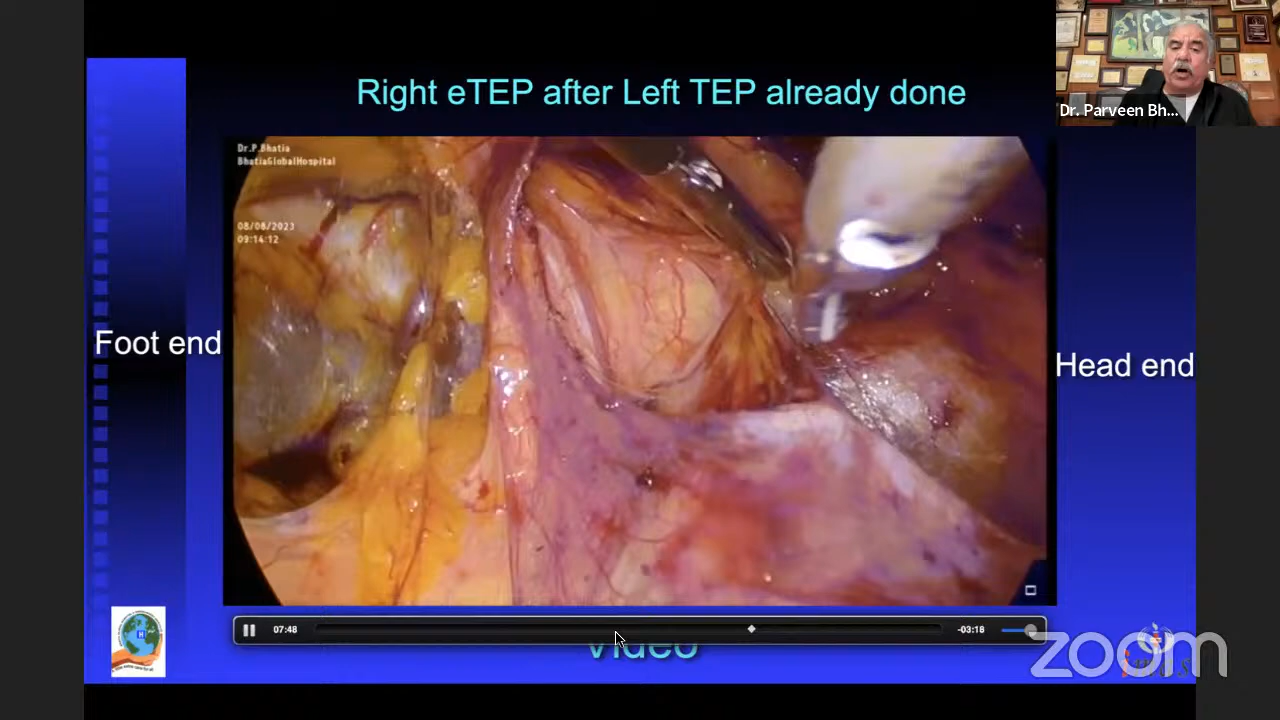 Right eTEP after Left TEP already done
Dr. Parveen Bh...
Dr.P.Bhatia
BhatiaGlobalHospital
08/08/2023
09:14:12
Foot end
Head end
07:48
-03:18
Video
zoom